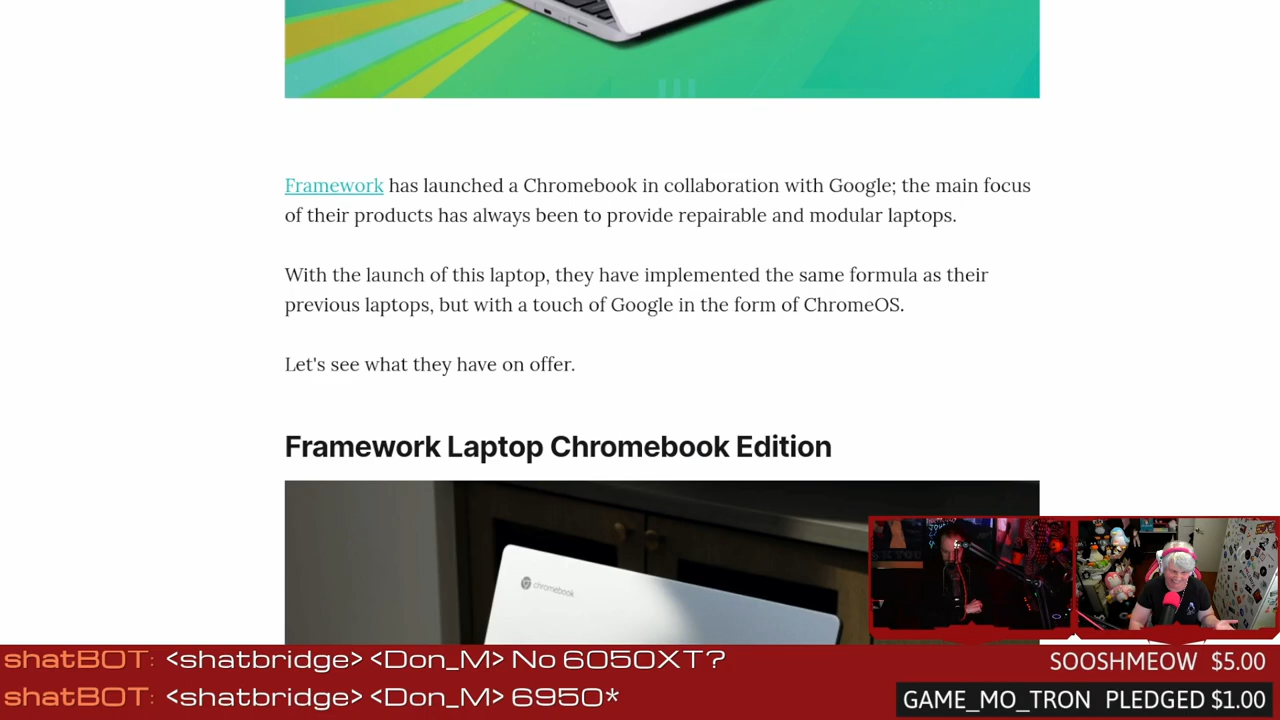 Framework has launched a Chromebook in collaboration with Google; the main focus
of their products has always been to provide repairable and modular laptops.
With the launch of this laptop, they have implemented the same formula as their
previous laptops, but with a touch of Google in the form of ChromeOS.
Let's see what they have on offer.
Framework Laptop Chromebook Edition
chromebook
shatBOT: <shatbridge> <Don_M> No 6050XT?
shatBOT: <shatbridge> <Don_M> 6950*
SOOSHMEOW $5.00
GAME_MO_TRON PLEDGED $1.00